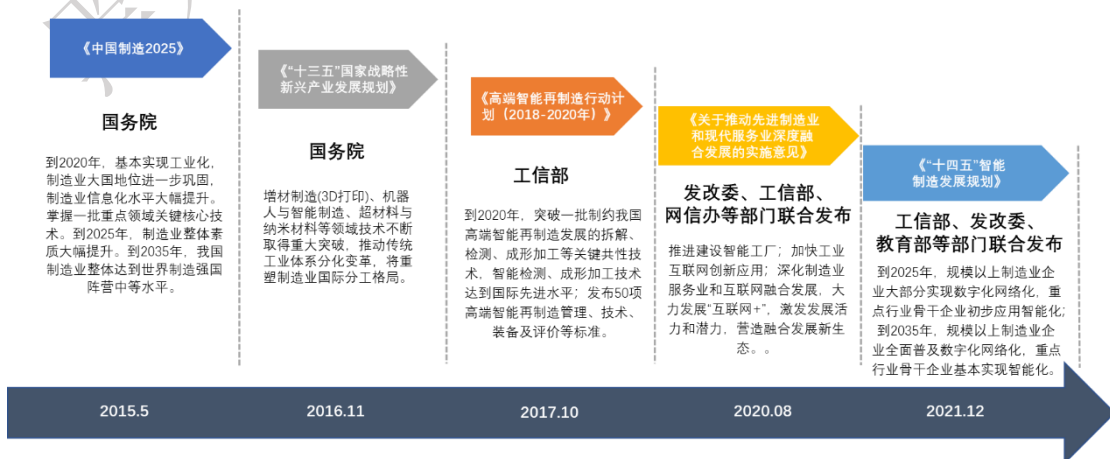 《中国制造2025》
国务院
到2020年，基本实现工业化，
制造业大国地位进一步巩固，
制造业信息化水平大幅提升。
掌握一批重点领域关键核心技
术。到2025年，制造业整体素
质大幅提升。到2035年，我国
制造业整体达到世界制造强国
阵营中等水平。
2015.5
《“十三五”国家战略性
新兴产业发展规划》
国务院
增材制造(3D打印)、机器
人与智能制造、超材料与
纳米材料等领域技术不断
取得重大突破，推动传统
工业体系分化变革，将重
塑制造业国际分工格局。
2016.11
《高端智能再制造行动计
划（2018-2020年）》
工信部
到2020年，突破一批制约我国
高端智能再制造发展的拆解、
检测、成形加工等关键共性技
术，智能检测、成形加工技术
达到国际先进水平；发布50项
高端智能再制造管理、技术、
装备及评价等标准。
2017.10
《关于推动先进制造业
和现代服务业深度融
合发展的实施意见》
发改委、工信部、
网信办等部门联合发布
推进建设智能工厂；加快工业
互联网创新应用；深化制造业
服务业和互联网融合发展，大
力发展“互联网+”，激发发展活
力和潜力，营造融合发展新生
态。。
2020.08
《“十四五”智能
制造发展规划》
工信部、发改委、
教育部等部门联合发布
到2025年，规模以上制造业企
业大部分实现数字化网络化，重
点行业骨干企业初步应用智能化；
到2035年，规模以上制造业企
业全面普及数字化网络化，重点
行业骨干企业基本实现智能化。
2021.12